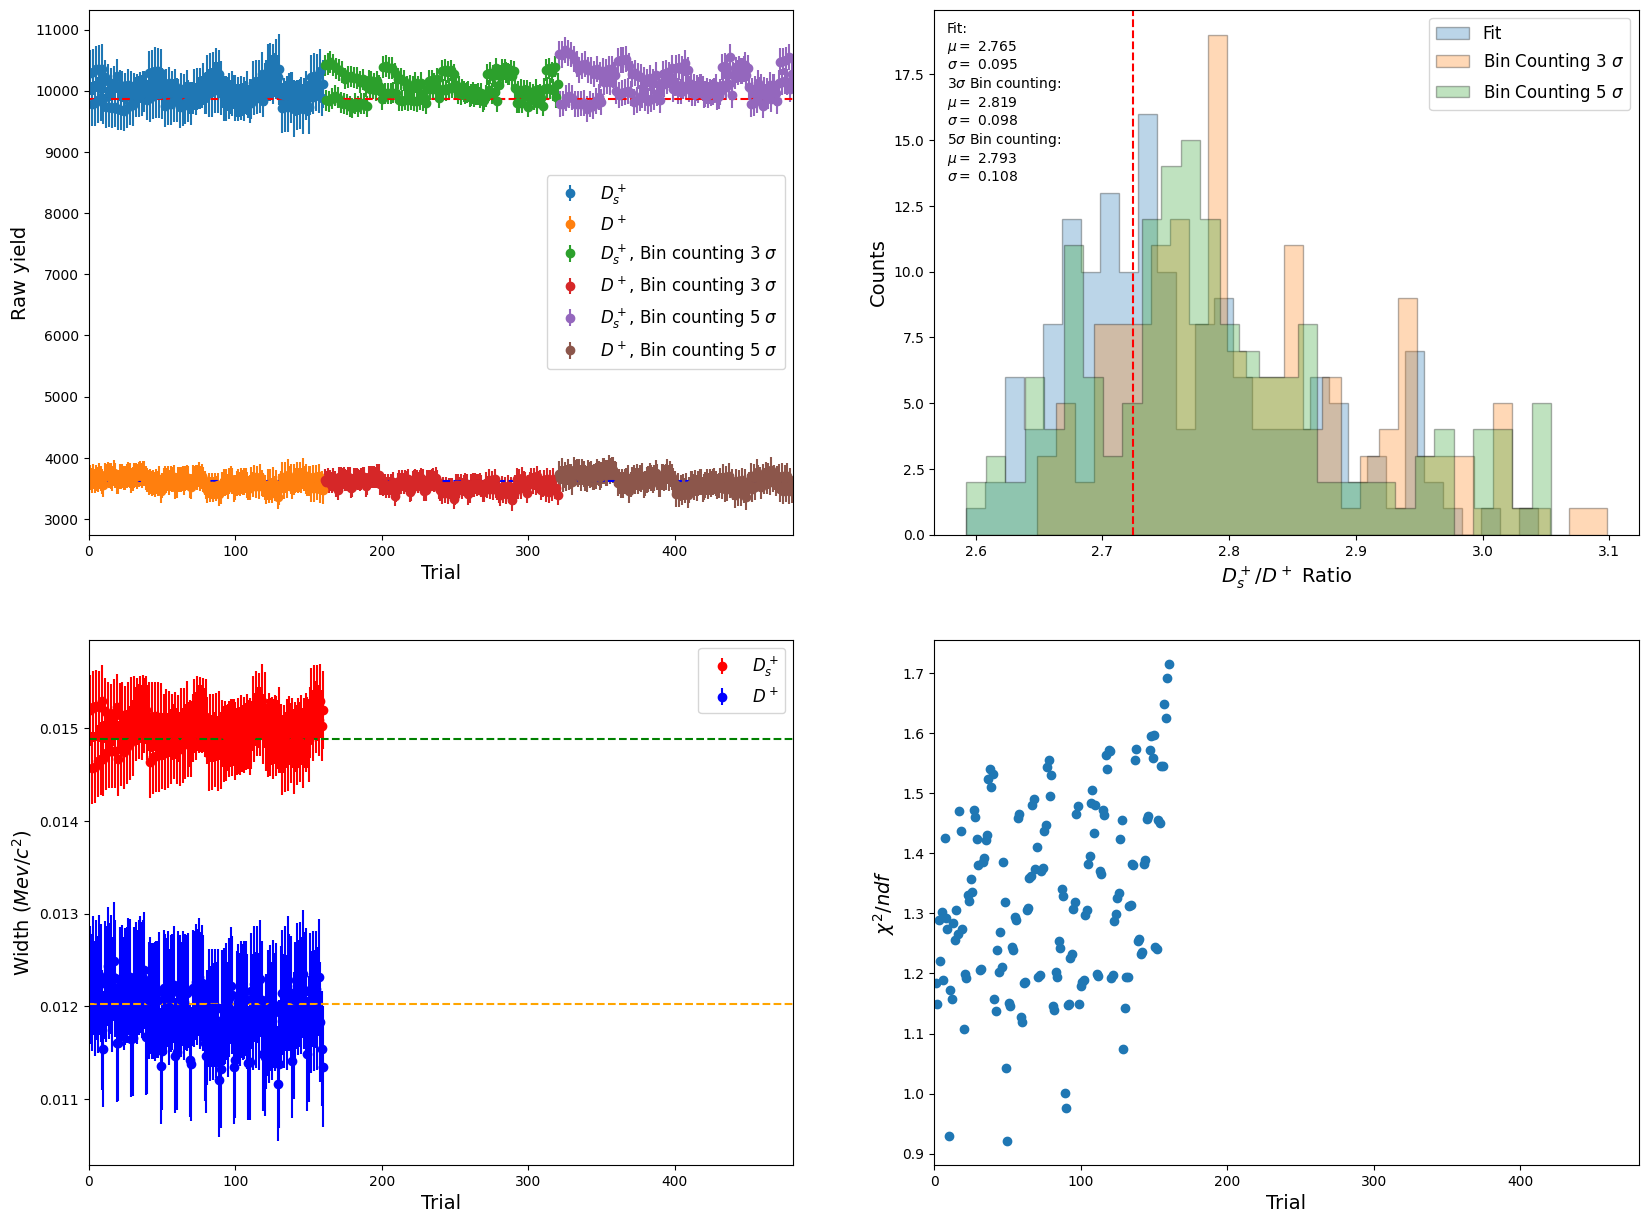 11000
10000
9000
8000
7000
6000
5000
4000
3000
Raw yield
0 100 200 300 400
Trial
D_s^+
D^+
D_s^+, Bin counting 3 σ
D^+, Bin counting 3 σ
D_s^+, Bin counting 5 σ
D^+, Bin counting 5 σ
Fit:
μ = 2.765
σ = 0.095
3σ Bin counting:
μ = 2.819
σ = 0.098
5σ Bin counting:
μ = 2.793
σ = 0.108
Fit
Bin Counting 3 σ
Bin Counting 5 σ
17.5
15.0
12.5
10.0
7.5
5.0
2.5
0.0
Counts
2.6 2.7 2.8 2.9 3.0 3.1
D_s^+/D^+ Ratio
0.015
0.014
0.013
0.012
0.011
Width (Mev/c^2)
0 100 200 300 400
Trial
D_s^+
D^+
1.7
1.6
1.5
1.4
1.3
1.2
1.1
1.0
0.9
χ^2/ndf
0 100 200 300 400
Trial